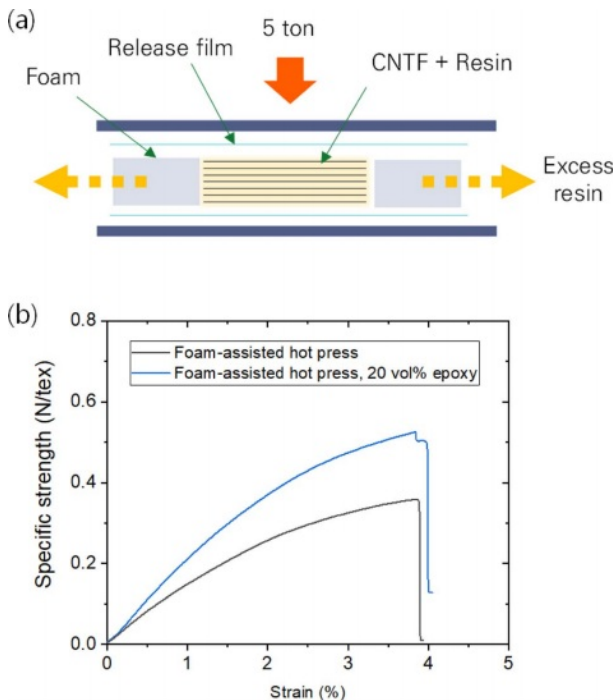 (a)
5 ton
Release film
CNTF + Resin
Foam
Excess
resin
(b)
Foam-assisted hot press
Foam-assisted hot press, 20 vol% epoxy
Specific strength (N/tex)
0.8
0.6
0.4
0.2
0.0
0 1 2 3 4 5
Strain (%)